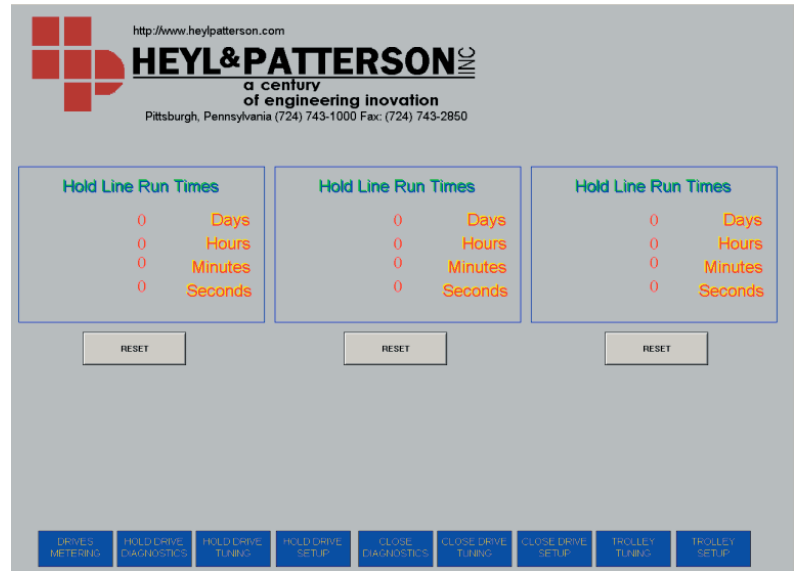 http://www.heylpatterson.com
HEYL&PATTERSON INC
a century
of engineering inovation
Pittsburgh, Pennsylvania (724) 743-1000 Fax: (724) 743-2850
Hold Line Run Times
0 Days
0 Hours
0 Minutes
0 Seconds
RESET
Hold Line Run Times
0 Days
0 Hours
0 Minutes
0 Seconds
RESET
Hold Line Run Times
0 Days
0 Hours
0 Minutes
0 Seconds
RESET
DRIVES
METERING
HOLD DRIVE
DIAGNOSTICS
HOLD DRIVE
TUNING
HOLD DRIVE
SETUP
CLOSE
DIAGNOSTICS
CLOSE DRIVE
TUNING
CLOSE DRIVE
SETUP
TROLLEY
TUNING
TROLLEY
SETUP